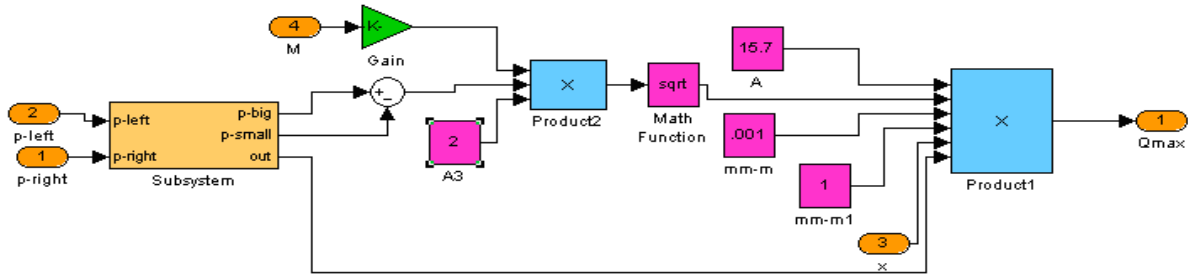 4
M
K-
Gain
2
p-left
1
p-right
p-left
p-right
p-big
p-small
out
Subsystem
+
-
2
A3
×
Product2
sqrt
Math
Function
15.7
A
.001
mm-m
1
mm-m1
3
x
×
Product1
1
Qmax